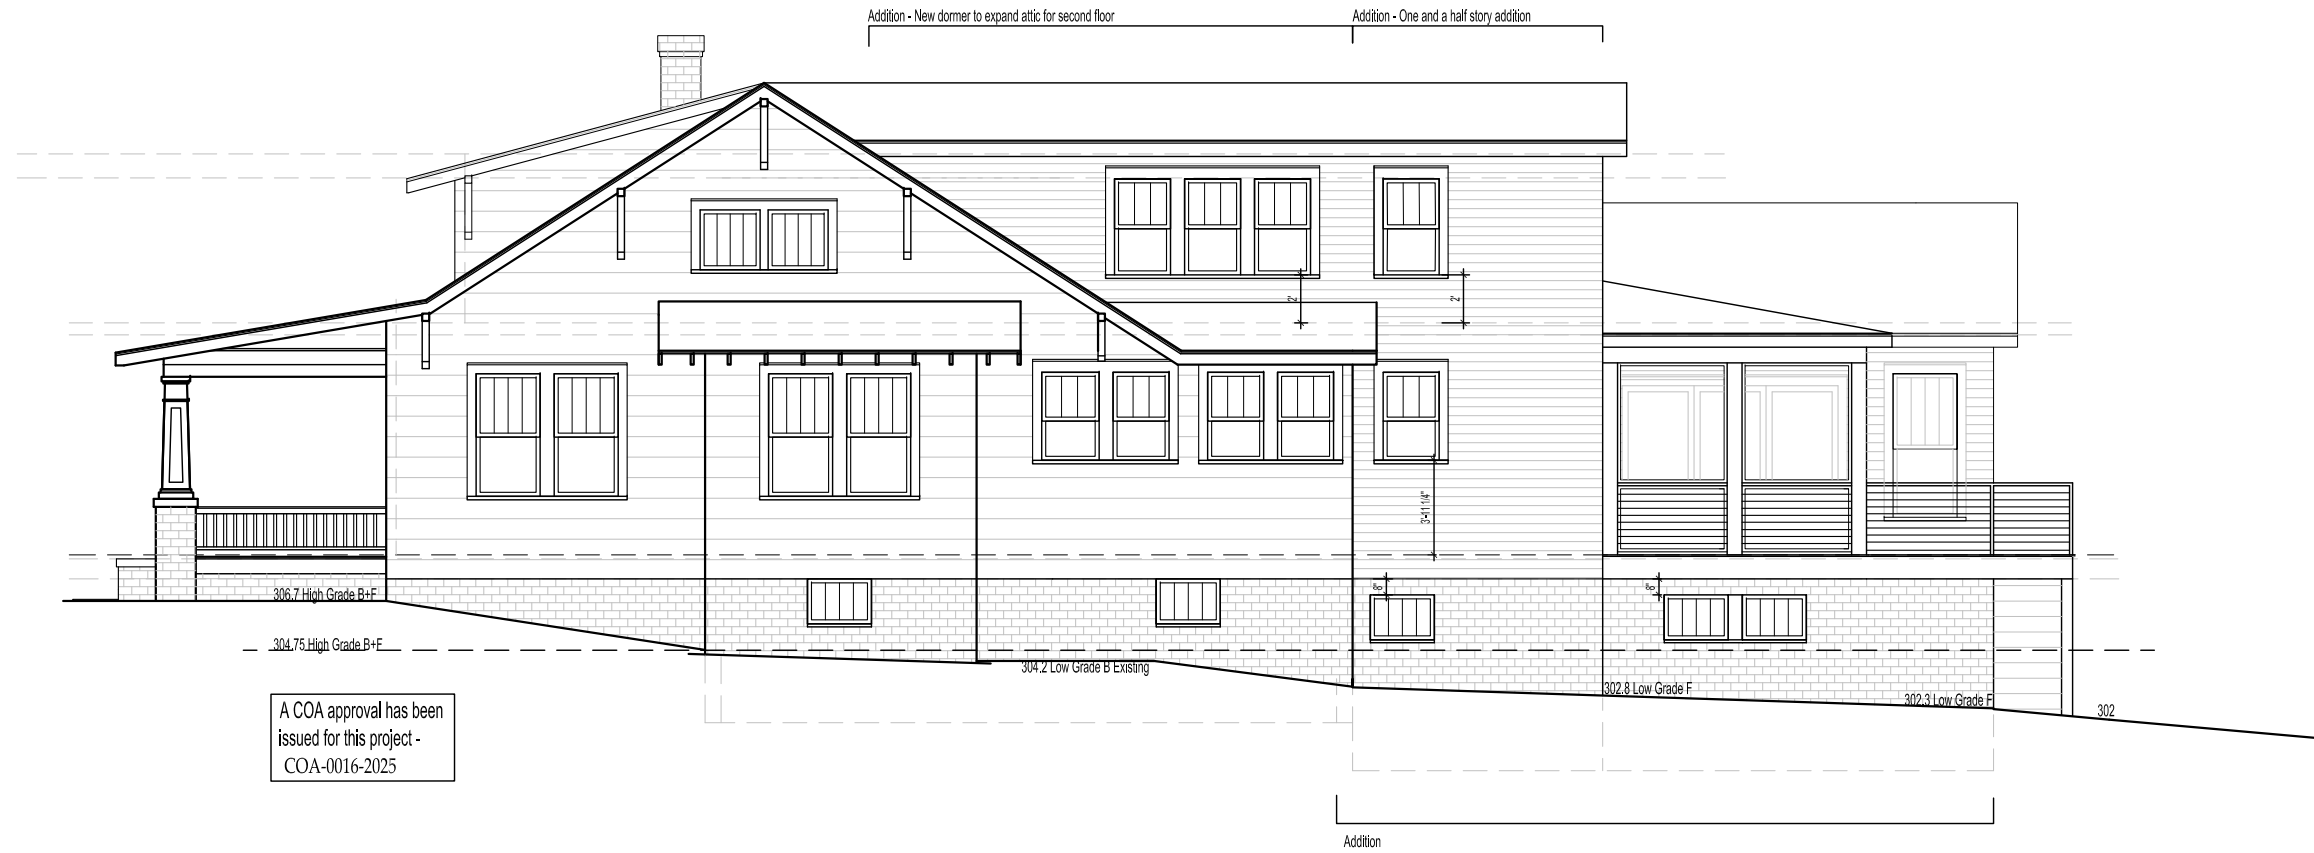 Addition - New dormer to expand attic for second floor
Addition - One and a half story addition
2'
2'
3'-11 1/4"
306.7 High Grade B+F
8"
8"
304.75 High Grade B+F
304.2 Low Grade B Existing
302.8 Low Grade F
302.3 Low Grade F
302
A COA approval has been
issued for this project -
COA-0016-2025
Addition